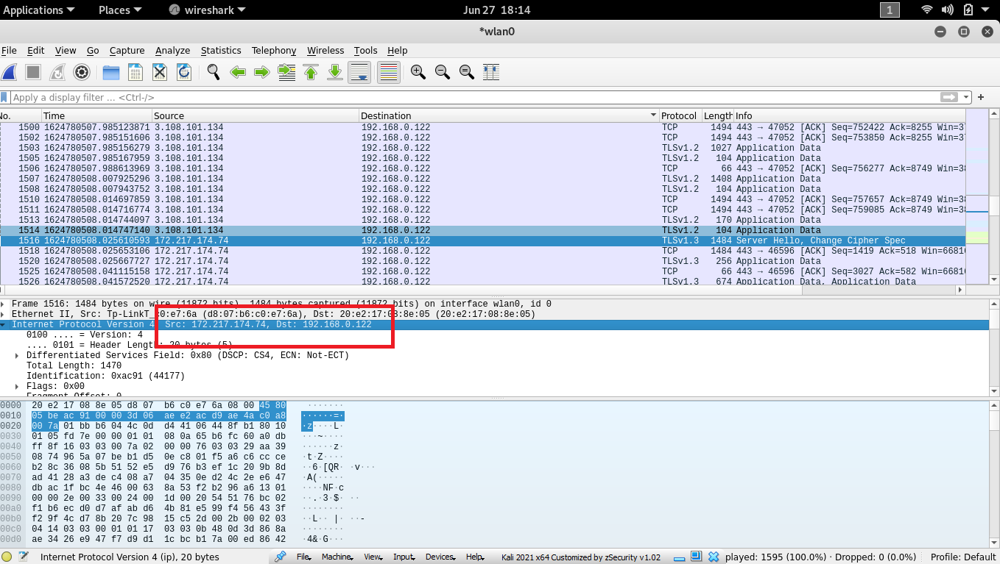 Applications Places wireshark Jun 27 18:14 1
*wlan0
File Edit View Go Capture Analyze Statistics Telephony Wireless Tools Help
Apply a display filter … <Ctrl-/> +
No. Time Source Destination Protocol Length Info
1500 1624780507.985123871 3.108.101.134 192.168.0.122 TCP 1494 443 → 47052 [ACK] Seq=752422 Ack=8255 Win=37
1502 1624780507.985151606 3.108.101.134 192.168.0.122 TCP 1494 443 → 47052 [ACK] Seq=753850 Ack=8255 Win=37
1503 1624780507.985156279 3.108.101.134 192.168.0.122 TLSv1.2 1027 Application Data
1505 1624780507.985167959 3.108.101.134 192.168.0.122 TLSv1.2 104 Application Data
1506 1624780507.988613969 3.108.101.134 192.168.0.122 TCP 66 443 → 47052 [ACK] Seq=756277 Ack=8749 Win=38
1507 1624780508.007925296 3.108.101.134 192.168.0.122 TLSv1.2 1408 Application Data
1508 1624780508.007943752 3.108.101.134 192.168.0.122 TLSv1.2 104 Application Data
1510 1624780508.014697859 3.108.101.134 192.168.0.122 TCP 1494 443 → 47052 [ACK] Seq=757657 Ack=8749 Win=38
1511 1624780508.014716774 3.108.101.134 192.168.0.122 TCP 1494 443 → 47052 [ACK] Seq=759085 Ack=8749 Win=38
1513 1624780508.014744097 3.108.101.134 192.168.0.122 TLSv1.2 170 Application Data
1514 1624780508.014747140 3.108.101.134 192.168.0.122 TLSv1.2 104 Application Data
1516 1624780508.025610593 172.217.174.74 192.168.0.122 TLSv1.3 1484 Server Hello, Change Cipher Spec
1518 1624780508.025653106 172.217.174.74 192.168.0.122 TCP 1484 443 → 46596 [ACK] Seq=1419 Ack=518 Win=66816
1520 1624780508.025667727 172.217.174.74 192.168.0.122 TLSv1.3 256 Application Data
1525 1624780508.041115158 172.217.174.74 192.168.0.122 TCP 66 443 → 46596 [ACK] Seq=3027 Ack=582 Win=66816
1526 1624780508.041572520 172.217.174.74 192.168.0.122 TLSv1.3 674 Application Data, Application Data
Frame 1516: 1484 bytes on wire (11872 bits), 1484 bytes captured (11872 bits) on interface wlan0, id 0
Ethernet II, Src: Tp-LinkT_c0:e7:6a (d8:07:b6:c0:e7:6a), Dst: 20:e2:17:08:8e:05 (20:e2:17:08:8e:05)
Internet Protocol Version 4, Src: 172.217.174.74, Dst: 192.168.0.122
0100 .... = Version: 4
.... 0101 = Header Length: 20 bytes (5)
Differentiated Services Field: 0x80 (DSCP: CS4, ECN: Not-ECT)
Total Length: 1470
Identification: 0xac91 (44177)
Flags: 0x00
Fragment Offset: 0
0000 20 e2 17 08 8e 05 d8 07 b6 c0 e7 6a 08 00 45 80 ·······
0010 05 be ac 91 00 00 3d 06 ae e2 ac d9 ae 4a c0 a8 ······=·
0020 00 7a 01 bb b6 04 4c 0d d4 41 06 44 8f b1 80 10 ·z····L·
0030 01 05 fd 7e 00 00 01 01 08 0a 65 b6 fc 60 a0 db ···~····
0040 ff 8f 16 03 03 00 7a 02 00 00 76 03 03 29 aa 39 ······z
0050 08 74 96 5a 07 be b1 d5 0e c8 01 f5 a6 c6 cc ce ·t·Z····
0060 b2 8c 36 08 5b 51 52 e5 d9 76 b3 ef 1c 20 9b 8d ··6·[QR· v···
0070 ad 41 28 a3 de c4 08 a7 04 35 0e d2 4c 2e e6 47 ·A(·····
0080 db ac 1f bc 4e 46 00 63 8a 53 f2 b2 96 a6 13 01 ····NF·c
0090 00 00 2e 00 33 00 24 00 1d 00 20 54 51 76 bc 02 ··.·3·$· ··
00a0 f1 b6 ec d0 d7 af ab d6 4b 81 e5 99 f4 56 43 3f ········
00b0 f2 9f 4c d7 8b 20 7c 98 15 c5 2d 00 2b 00 02 03 ··L·· |· ··-
00c0 04 14 03 03 00 01 01 17 03 03 0b 48 0d 3d 86 8a ········
00d0 ae 34 26 e9 47 f7 d9 d1 1c bc b1 7a 00 ed 86 42 ·4&·G···
Internet Protocol Version 4 (ip), 20 bytes File Machine View Input Devices Help Kali 2021 x64 Customized by zSecurity v1.02 played: 1595 (100.0%) · Dropped: 0 (0.0%) Profile: Default